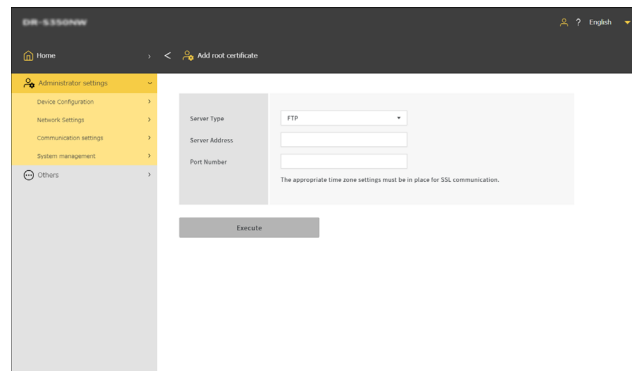 ? English
Home
Add root certificate
Administrator settings
Device Configuration
Network Settings
Communication settings
System management
Others
Server Type FTP
Server Address
Port Number
The appropriate time zone settings must be in place for SSL communication.
Execute